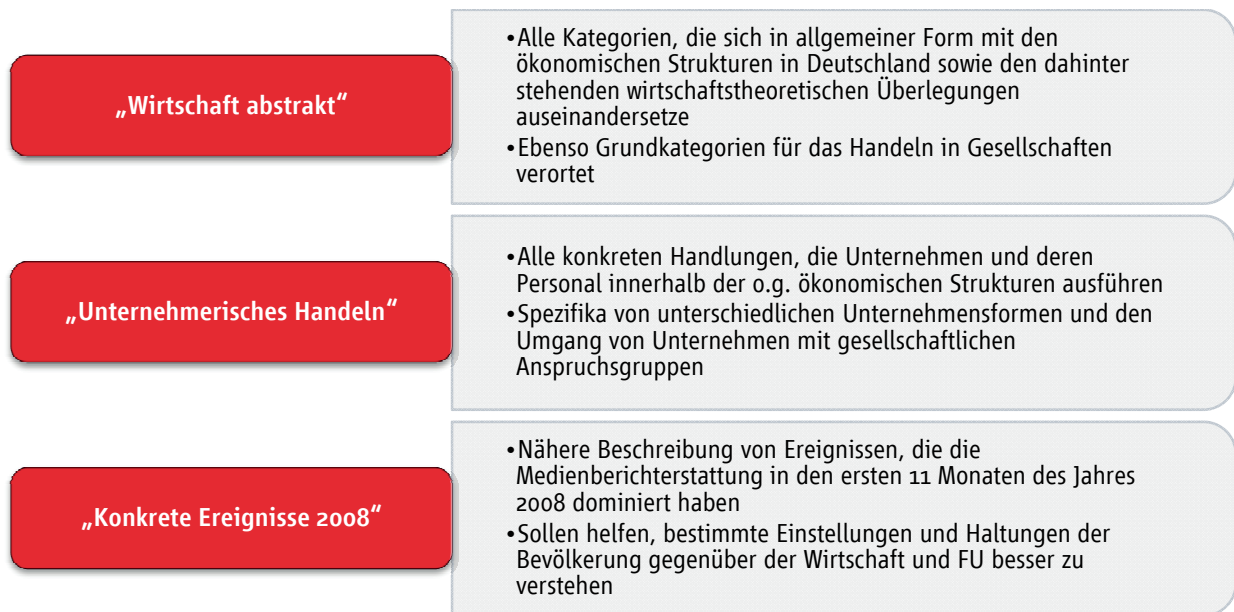 „Wirtschaft abstrakt“
•Alle Kategorien, die sich in allgemeiner Form mit den
ökonomischen Strukturen in Deutschland sowie den dahinter
stehenden wirtschaftstheoretischen Überlegungen
auseinandersetze
•Ebenso Grundkategorien für das Handeln in Gesellschaften
verortet
„Unternehmerisches Handeln“
•Alle konkreten Handlungen, die Unternehmen und deren
Personal innerhalb der o.g. ökonomischen Strukturen ausführen
•Spezifika von unterschiedlichen Unternehmensformen und den
Umgang von Unternehmen mit gesellschaftlichen
Anspruchsgruppen
„Konkrete Ereignisse 2008“
•Nähere Beschreibung von Ereignissen, die die
Medienberichterstattung in den ersten 11 Monaten des Jahres
2008 dominiert haben
•Sollen helfen, bestimmte Einstellungen und Haltungen der
Bevölkerung gegenüber der Wirtschaft und FU besser zu
verstehen